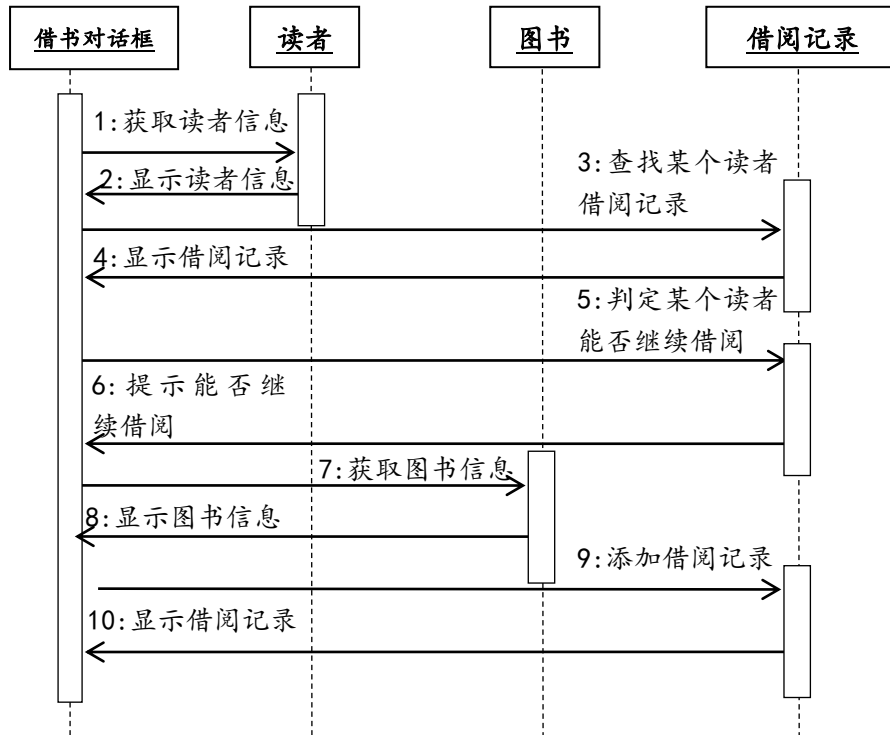 借书对话框
读者
图书
借阅记录
1:获取读者信息
2:显示读者信息
3:查找某个读者
借阅记录
4:显示借阅记录
5:判定某个读者
能否继续借阅
6:提示能否继
续借阅
7:获取图书信息
8:显示图书信息
9:添加借阅记录
10:显示借阅记录